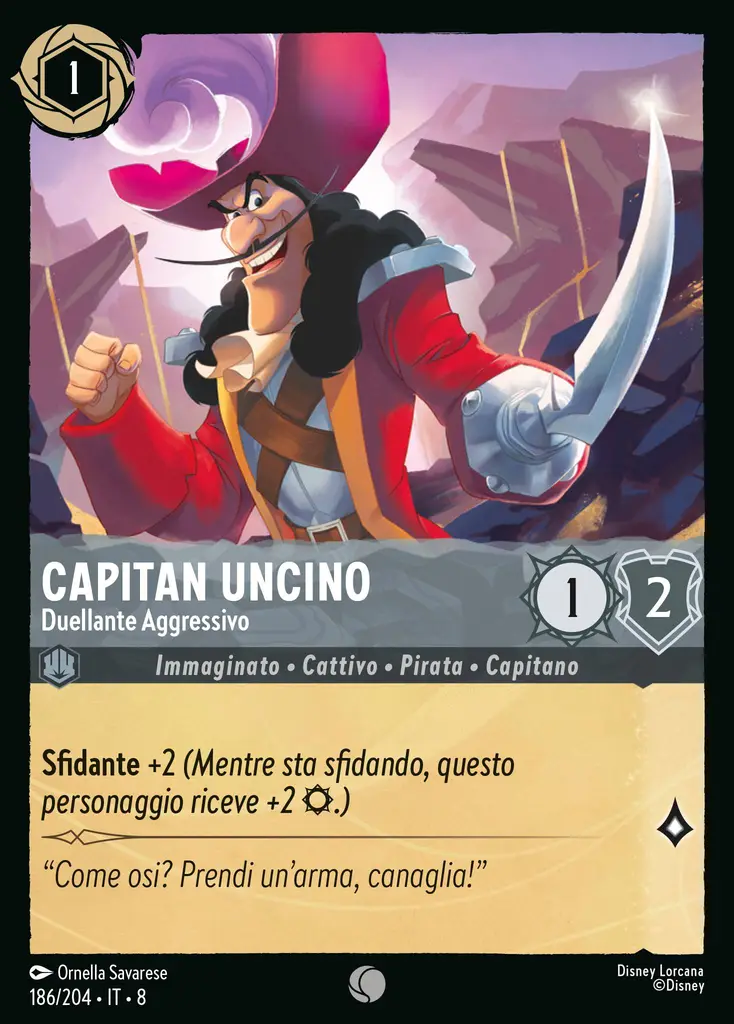 1
CAPITAN UNCINO
Duellante Aggressivo
1
2
Immaginato • Cattivo • Pirata • Capitano
Sfidante +2 (Mentre sta sfidando, questo
personaggio riceve +2 .)
“Come osi? Prendi un’arma, canaglia!”
Ornella Savarese
186/204 • IT • 8
Disney Lorcana
©Disney